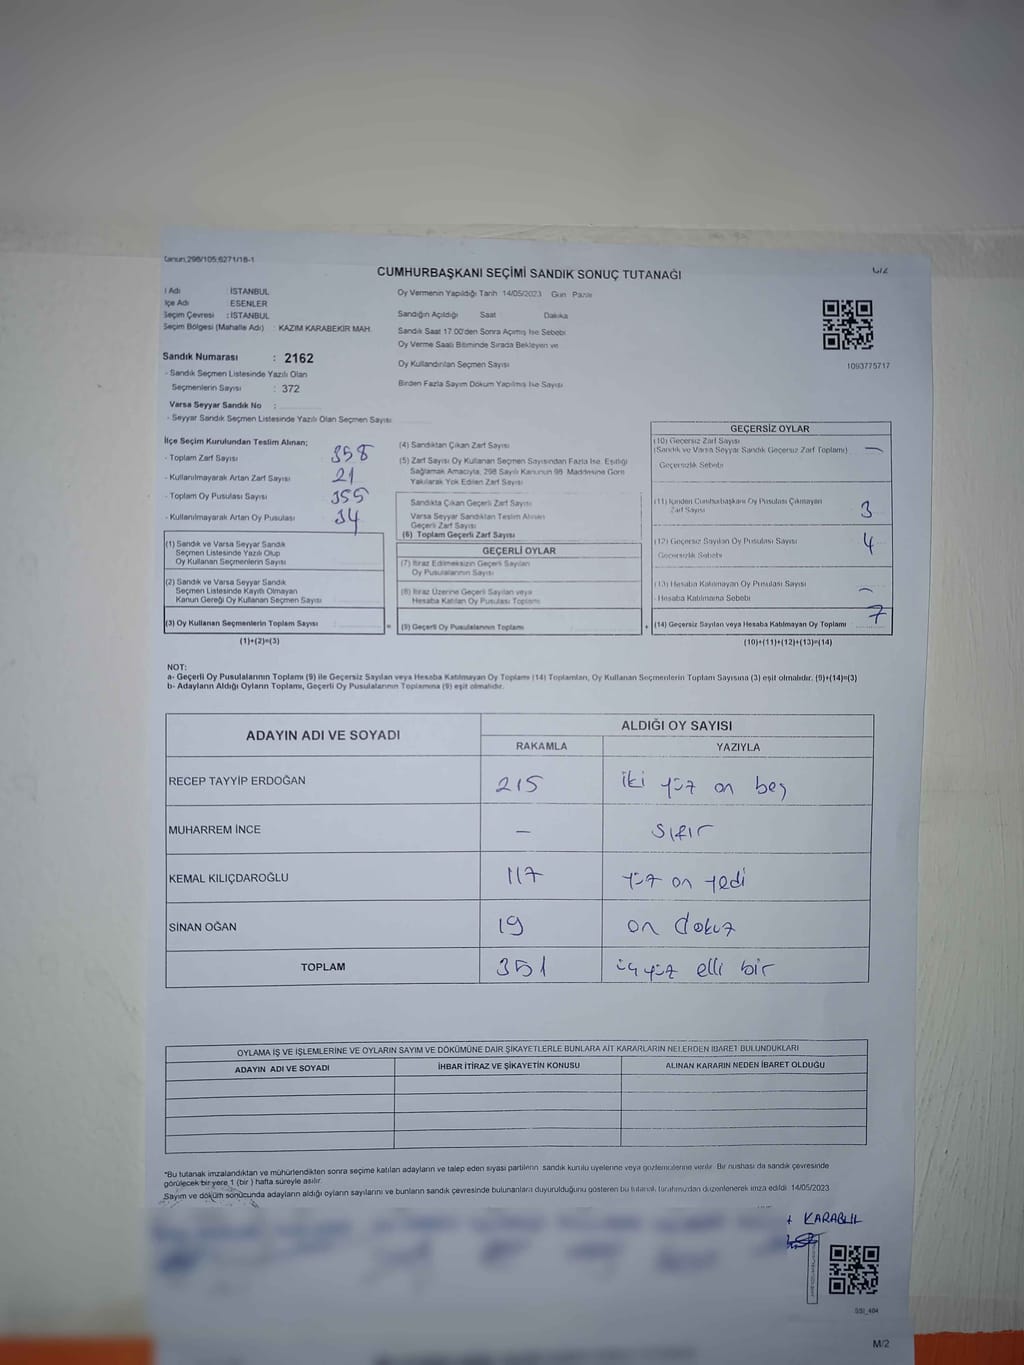 Kanun:298/105;6271/18-1
CUMHURBAŞKANI SEÇİMİ SANDIK SONUÇ TUTANAĞI
İl Adı : İSTANBUL
İlçe Adı : ESENLER
Seçim Çevresi : İSTANBUL
Seçim Bölgesi (Mahalle Adı) : KAZIM KARABEKİR MAH.
Oy Vermenin Yapıldığı Tarih 14/05/2023 Gün Pazar
Sandığın Açıldığı Saat Dakika
Sandık Saat 17.00'den Sonra Açılmış İse Sebebi
Oy Verme Saati Bitiminde Sırada Bekleyen ve
Oy Kullandırılan Seçmen Sayısı
Birden Fazla Sayım Döküm Yapılmış İse Sayısı
1093775717
Sandık Numarası : 2162
- Sandık Seçmen Listesinde Yazılı Olan
Seçmenlerin Sayısı : 372
Varsa Seyyar Sandık No :
- Seyyar Sandık Seçmen Listesinde Yazılı Olan Seçmen Sayısı
İlçe Seçim Kurulundan Teslim Alınan;
- Toplam Zarf Sayısı 358
- Kullanılmayarak Artan Zarf Sayısı 21
- Toplam Oy Pusulası Sayısı 355
- Kullanılmayarak Artan Oy Pusulası 34
(1) Sandık ve Varsa Seyyar Sandık
Seçmen Listesinde Yazılı Olup
Oy Kullanan Seçmenlerin Sayısı
(2) Sandık ve Varsa Seyyar Sandık
Seçmen Listesinde Kayıtlı Olmayan
Kanun Gereği Oy Kullanan Seçmen Sayısı
(3) Oy Kullanan Seçmenlerin Toplam Sayısı
(1)+(2)=(3)
(4) Sandıktan Çıkan Zarf Sayısı
(5) Zarf Sayısı Oy Kullanan Seçmen Sayısından Fazla İse, Eşitliği
Sağlamak Amacıyla, 298 Sayılı Kanunun 98. Maddesine Göre
Yakılarak Yok Edilen Zarf Sayısı
Sandıkta Çıkan Geçerli Zarf Sayısı
Varsa Seyyar Sandıktan Teslim Alınan
Geçerli Zarf Sayısı
(6) Toplam Geçerli Zarf Sayısı
GEÇERLİ OYLAR
(7) İtiraz Edilmeksizin Geçerli Sayılan
Oy Pusulalarının Sayısı
(8) İtiraz Üzerine Geçerli Sayılan veya
Hesaba Katılan Oy Pusulası Toplamı
= (9) Geçerli Oy Pusulalarının Toplamı
GEÇERSİZ OYLAR
(10) Geçersiz Zarf Sayısı
(Sandık ve Varsa Seyyar Sandık Geçersiz Zarf Toplamı) —
Geçersizlik Sebebi
(11) İçinden Cumhurbaşkanı Oy Pusulası Çıkmayan
Zarf Sayısı 3
(12) Geçersiz Sayılan Oy Pusulası Sayısı 4
Geçersizlik Sebebi
(13) Hesaba Katılmayan Oy Pusulası Sayısı —
- Hesaba Katılmama Sebebi
+ (14) Geçersiz Sayılan veya Hesaba Katılmayan Oy Toplamı 7
(10)+(11)+(12)+(13)=(14)
NOT:
a- Geçerli Oy Pusulalarının Toplamı (9) ile Geçersiz Sayılan veya Hesaba Katılmayan Oy Toplamı (14) Toplamları, Oy Kullanan Seçmenlerin Toplam Sayısına (3) eşit olmalıdır. (9)+(14)=(3)
b- Adayların Aldığı Oyların Toplamı, Geçerli Oy Pusulalarının Toplamına (9) eşit olmalıdır.
ADAYIN ADI VE SOYADI
ALDIĞI OY SAYISI
RAKAMLA YAZIYLA
RECEP TAYYİP ERDOĞAN 215 iki yüz on beş
MUHARREM İNCE — sıfır
KEMAL KILIÇDAROĞLU 117 yüz on yedi
SİNAN OĞAN 19 on dokuz
TOPLAM 351 üç yüz elli bir
OYLAMA İŞ VE İŞLEMLERİNE VE OYLARIN SAYIM VE DÖKÜMÜNE DAİR ŞİKAYETLERLE BUNLARA AİT KARARLARIN NELERDEN İBARET BULUNDUKLARI
ADAYIN ADI VE SOYADI İHBAR İTİRAZ VE ŞİKAYETİN KONUSU ALINAN KARARIN NEDEN İBARET OLDUĞU
*Bu tutanak imzalandıktan ve mühürlendikten sonra seçime katılan adayların ve talep eden siyasi partilerin sandık kurulu üyelerine veya gözlemcilerine verilir. Bir nüshası da sandık çevresinde
görülecek bir yere 1 (bir ) hafta süreyle asılır.
Sayım ve döküm sonucunda adayların aldığı oyların sayılarını ve bunların sandık çevresinde bulunanlara duyurulduğunu gösteren bu tutanak tarafımızdan düzenlenerek imza edildi. 14/05/2023
KARABUL
SSI_404
M/2